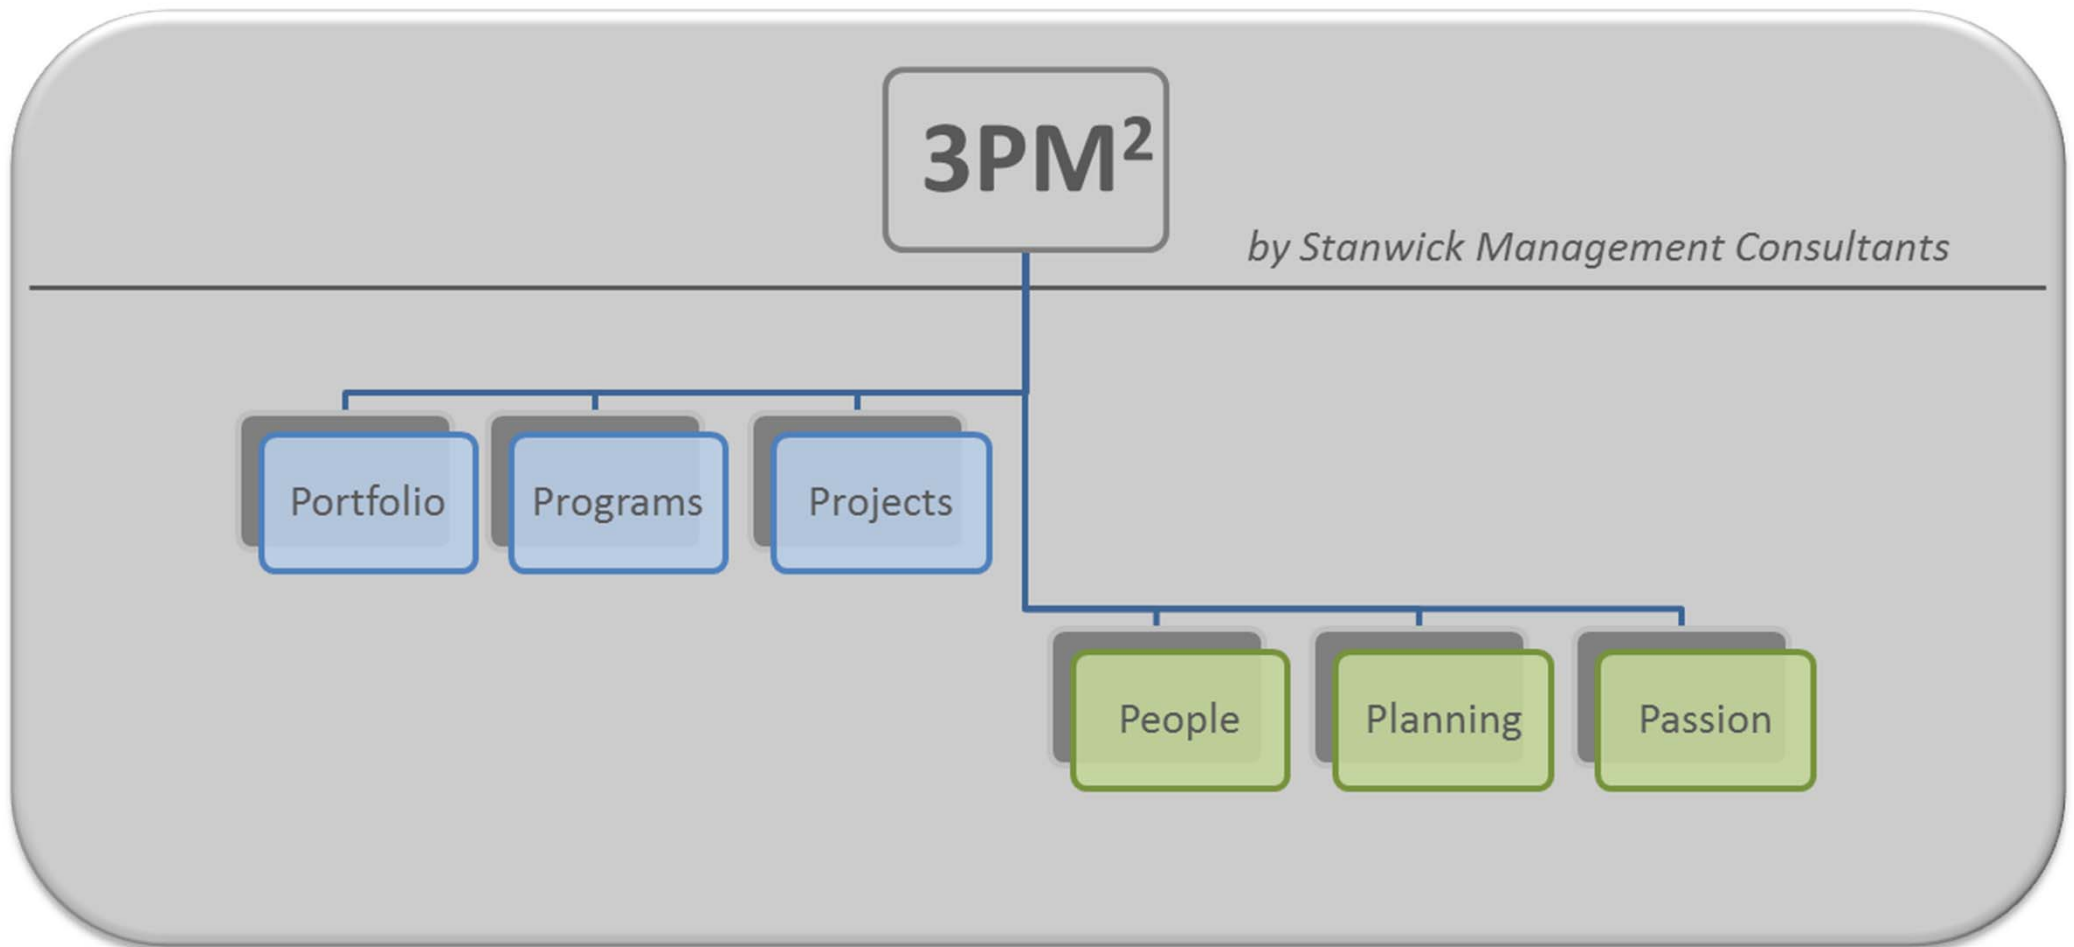 3PM²
by Stanwick Management Consultants
Portfolio Programs Projects
People Planning Passion